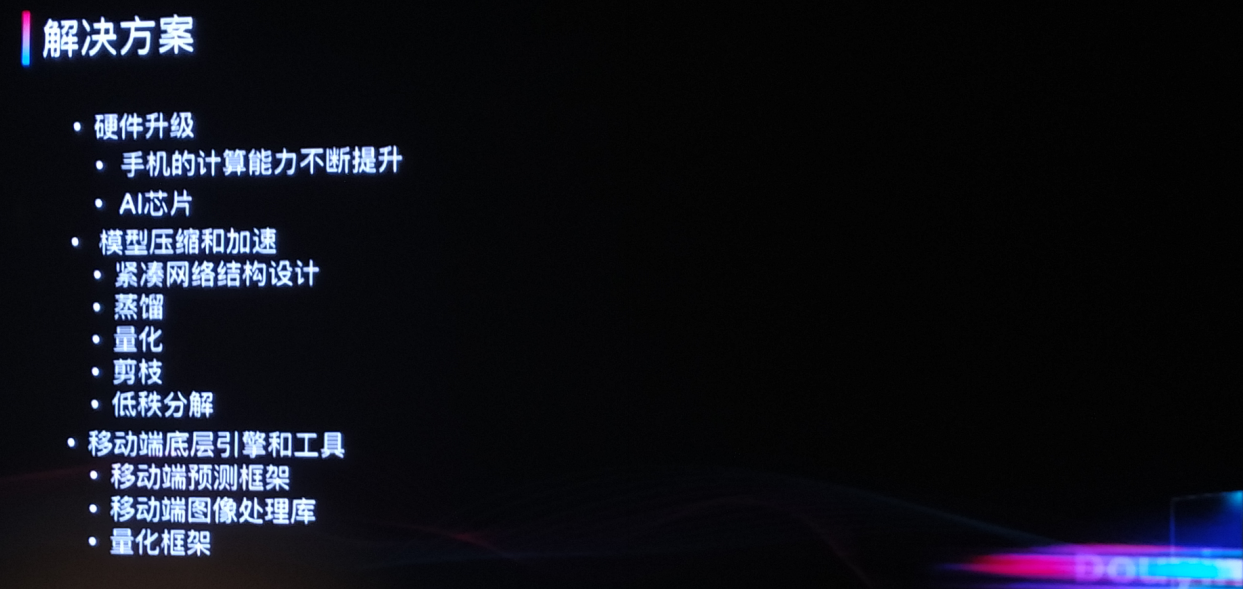 解决方案
• 硬件升级
• 手机的计算能力不断提升
• AI芯片
• 模型压缩和加速
• 紧凑网络结构设计
• 蒸馏
• 量化
• 剪枝
• 低秩分解
• 移动端底层引擎和工具
• 移动端预测框架
• 移动端图像处理库
• 量化框架